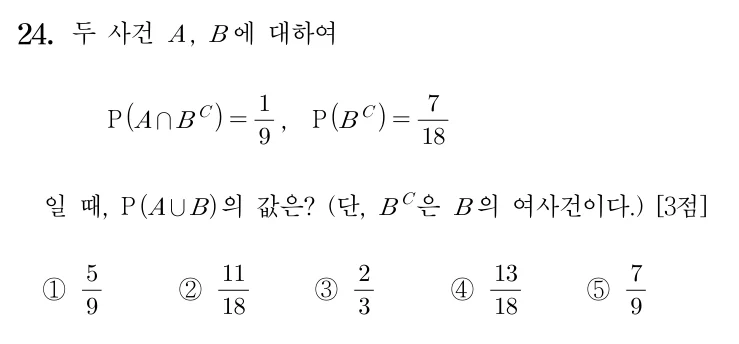 24. 두 사건 A, B에 대하여
P(A∩B^C)=1/9, P(B^C)=7/18
일 때, P(A∪B)의 값은? (단, B^C은 B의 여사건이다.) [3점]
① 5/9 ② 11/18 ③ 2/3 ④ 13/18 ⑤ 7/9